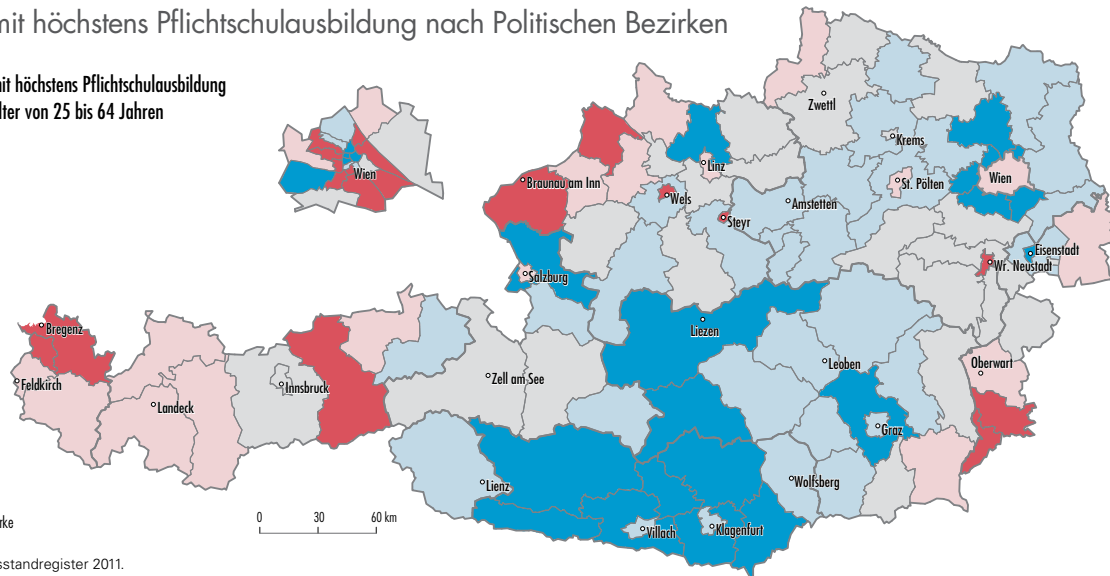 mit höchstens Pflichtschulausbildung nach Politischen Bezirken
mit höchstens Pflichtschulausbildung
lter von 25 bis 64 Jahren
Wien
Zwettl
Krems
Linz
Braunau am Inn
St. Pölten
Wien
Wels
Amstetten
Steyr
Eisenstadt
Wr. Neustadt
Salzburg
Bregenz
Liezen
Leoben
Oberwart
Feldkirch
Innsbruck
Zell am See
Landeck
Graz
Lienz
Wolfsberg
rke
0 30 60 km
Villach
Klagenfurt
sstandregister 2011.